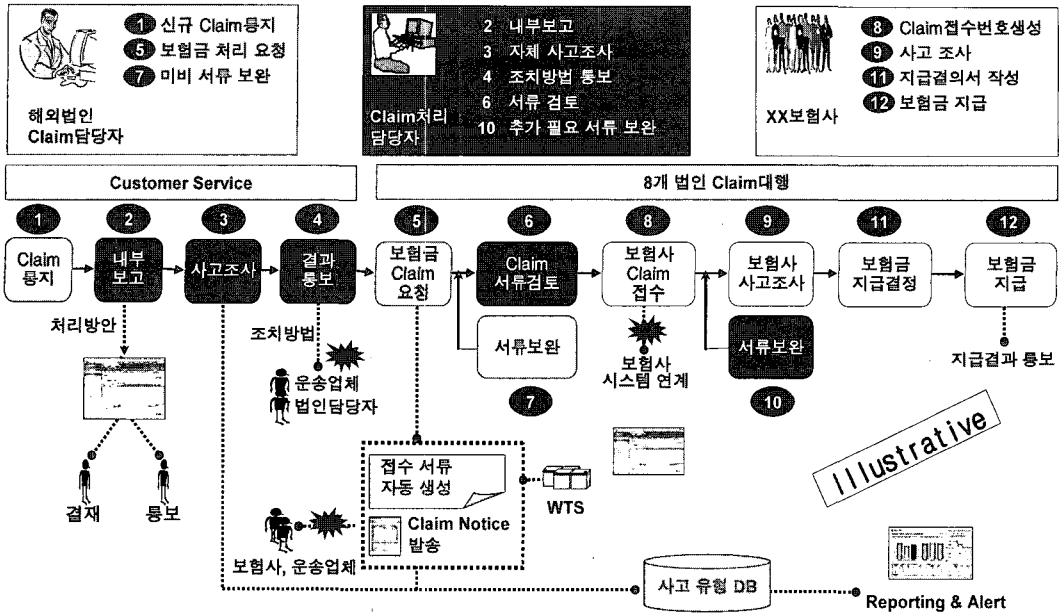 1 신규 Claim통지
5 보험금 처리 요청
7 미비 서류 보완
해외법인
Claim담당자
2 내부보고
3 자체 사고조사
4 조치방법 통보
6 서류 검토
10 추가 필요 서류 보완
Claim처리
담당자
8 Claim접수번호생성
9 사고 조사
11 지급결의서 작성
12 보험금 지급
XX보험사
Customer Service
8개 법인 Claim대행
1
2
3
4
5
6
8
9
11
12
Claim
통지
내부
보고
사고조사
결과
통보
보험금
Claim
요청
Claim
서류검토
보험사
Claim
접수
보험사
사고조사
보험금
지급결정
보험금
지급
처리방안
조치방법
서류보완
7
보험사
시스템 연계
서류보완
10
지급결과 통보
운송업체
법인담당자
결재
통보
접수 서류
자동 생성
Claim Notice
발송
WTS
보험사, 운송업체
Illustrative
사고 유형 DB
Reporting & Alert